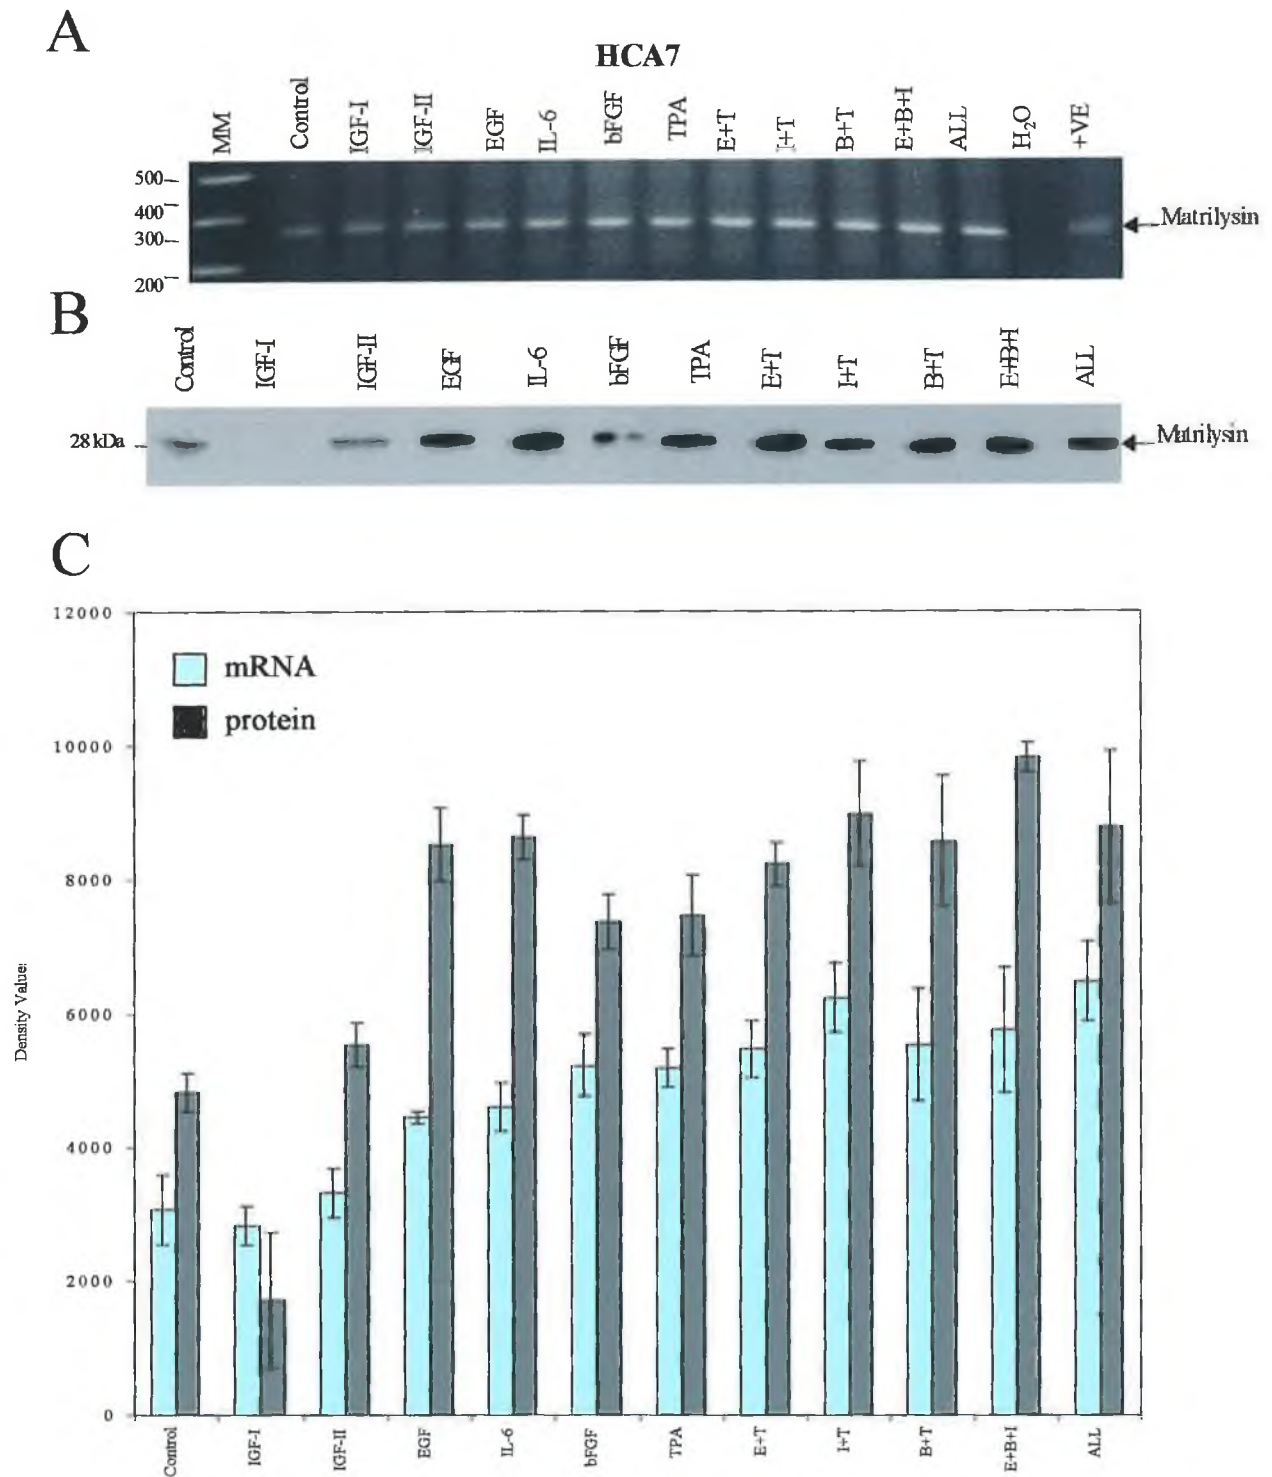 A
HCA7
MM Control IGF-I IGF-II EGF IL-6 bFGF TPA E+T I+T B+T E+B+I ALL H₂O +VE
500
400
300
200
Matrilysin
B
Control IGF-I IGF-II EGF IL-6 bFGF TPA E+T I+T B+T E+B+I ALL
28kDa
Matrilysin
C
12000
10000
8000
6000
4000
2000
0
mRNA
protein
Density Values
Control IGF-I IGF-II EGF IL-6 bFGF TPA E+T I+T B+T E+B+I ALL